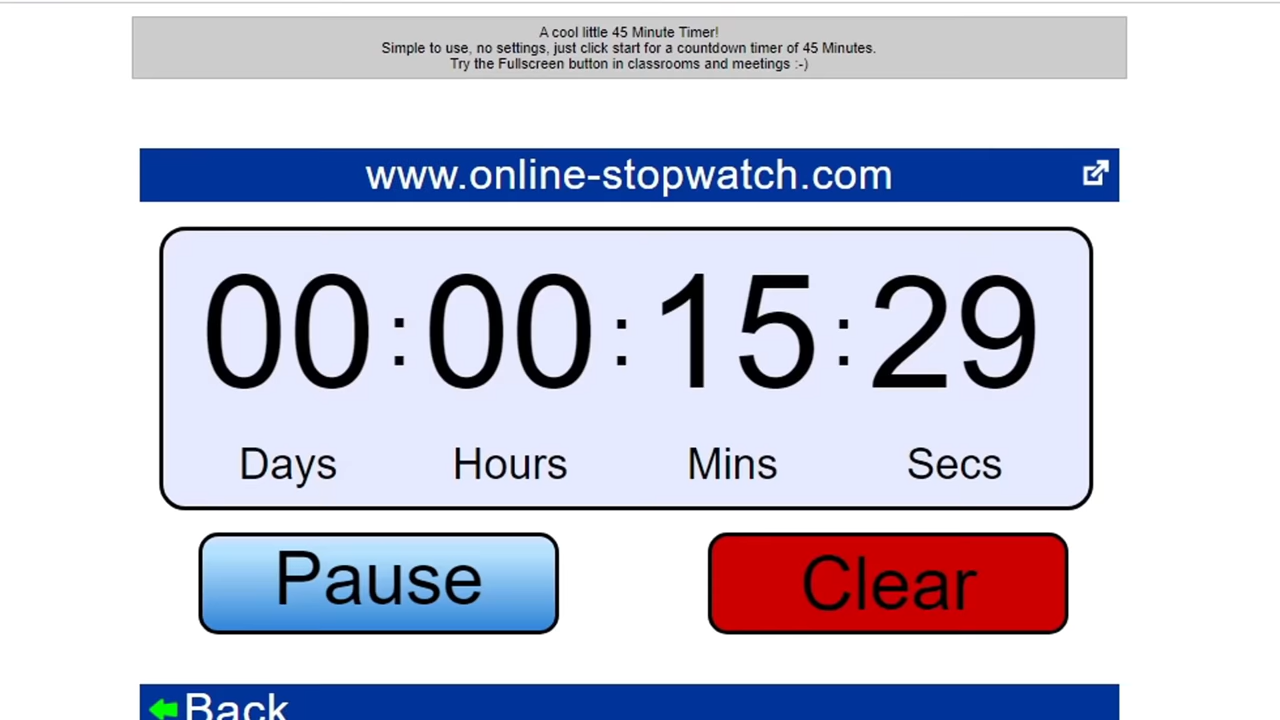 A cool little 45 Minute Timer!
Simple to use, no settings, just click start for a countdown timer of 45 Minutes.
Try the Fullscreen button in classrooms and meetings :-)
www.online-stopwatch.com
00:00:15:29
Days Hours Mins Secs
Pause Clear
Back